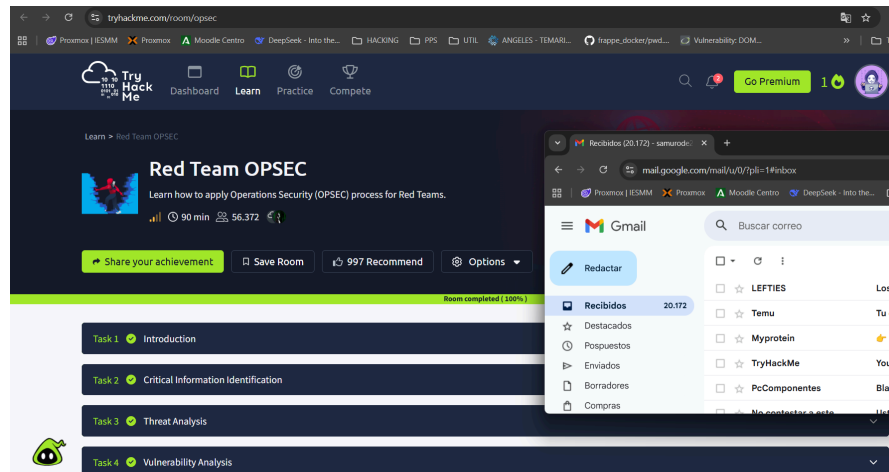 tryhackme.com/room/opsec
Proxmox | IESMM
Proxmox
Moodle Centro
DeepSeek - Into the...
HACKING
PPS
UTIL
ANGELES - TEMARI...
frappe_docker/pwd....
Vulnerability: DOM...
»
Try
Hack
Me
Dashboard
Learn
Practice
Compete
Go Premium
1
Learn > Red Team OPSEC
Red Team OPSEC
Learn how to apply Operations Security (OPSEC) process for Red Teams.
90 min
56.372
Share your achievement
Save Room
997 Recommend
Options
Room completed ( 100% )
Task 1
Introduction
Task 2
Critical Information Identification
Task 3
Threat Analysis
Task 4
Vulnerability Analysis
Recibidos (20.172) - samurode
mail.google.com/mail/u/0/?pli=1#inbox
Proxmox | IESMM
Proxmox
Moodle Centro
DeepSeek - Into the...
Gmail
Buscar correo
Redactar
Recibidos
20.172
Destacados
Pospuestos
Enviados
Borradores
Compras
LEFTIES
Los
Temu
Tu
Myprotein
TryHackMe
You
PcComponentes
Bla
No contestar a este